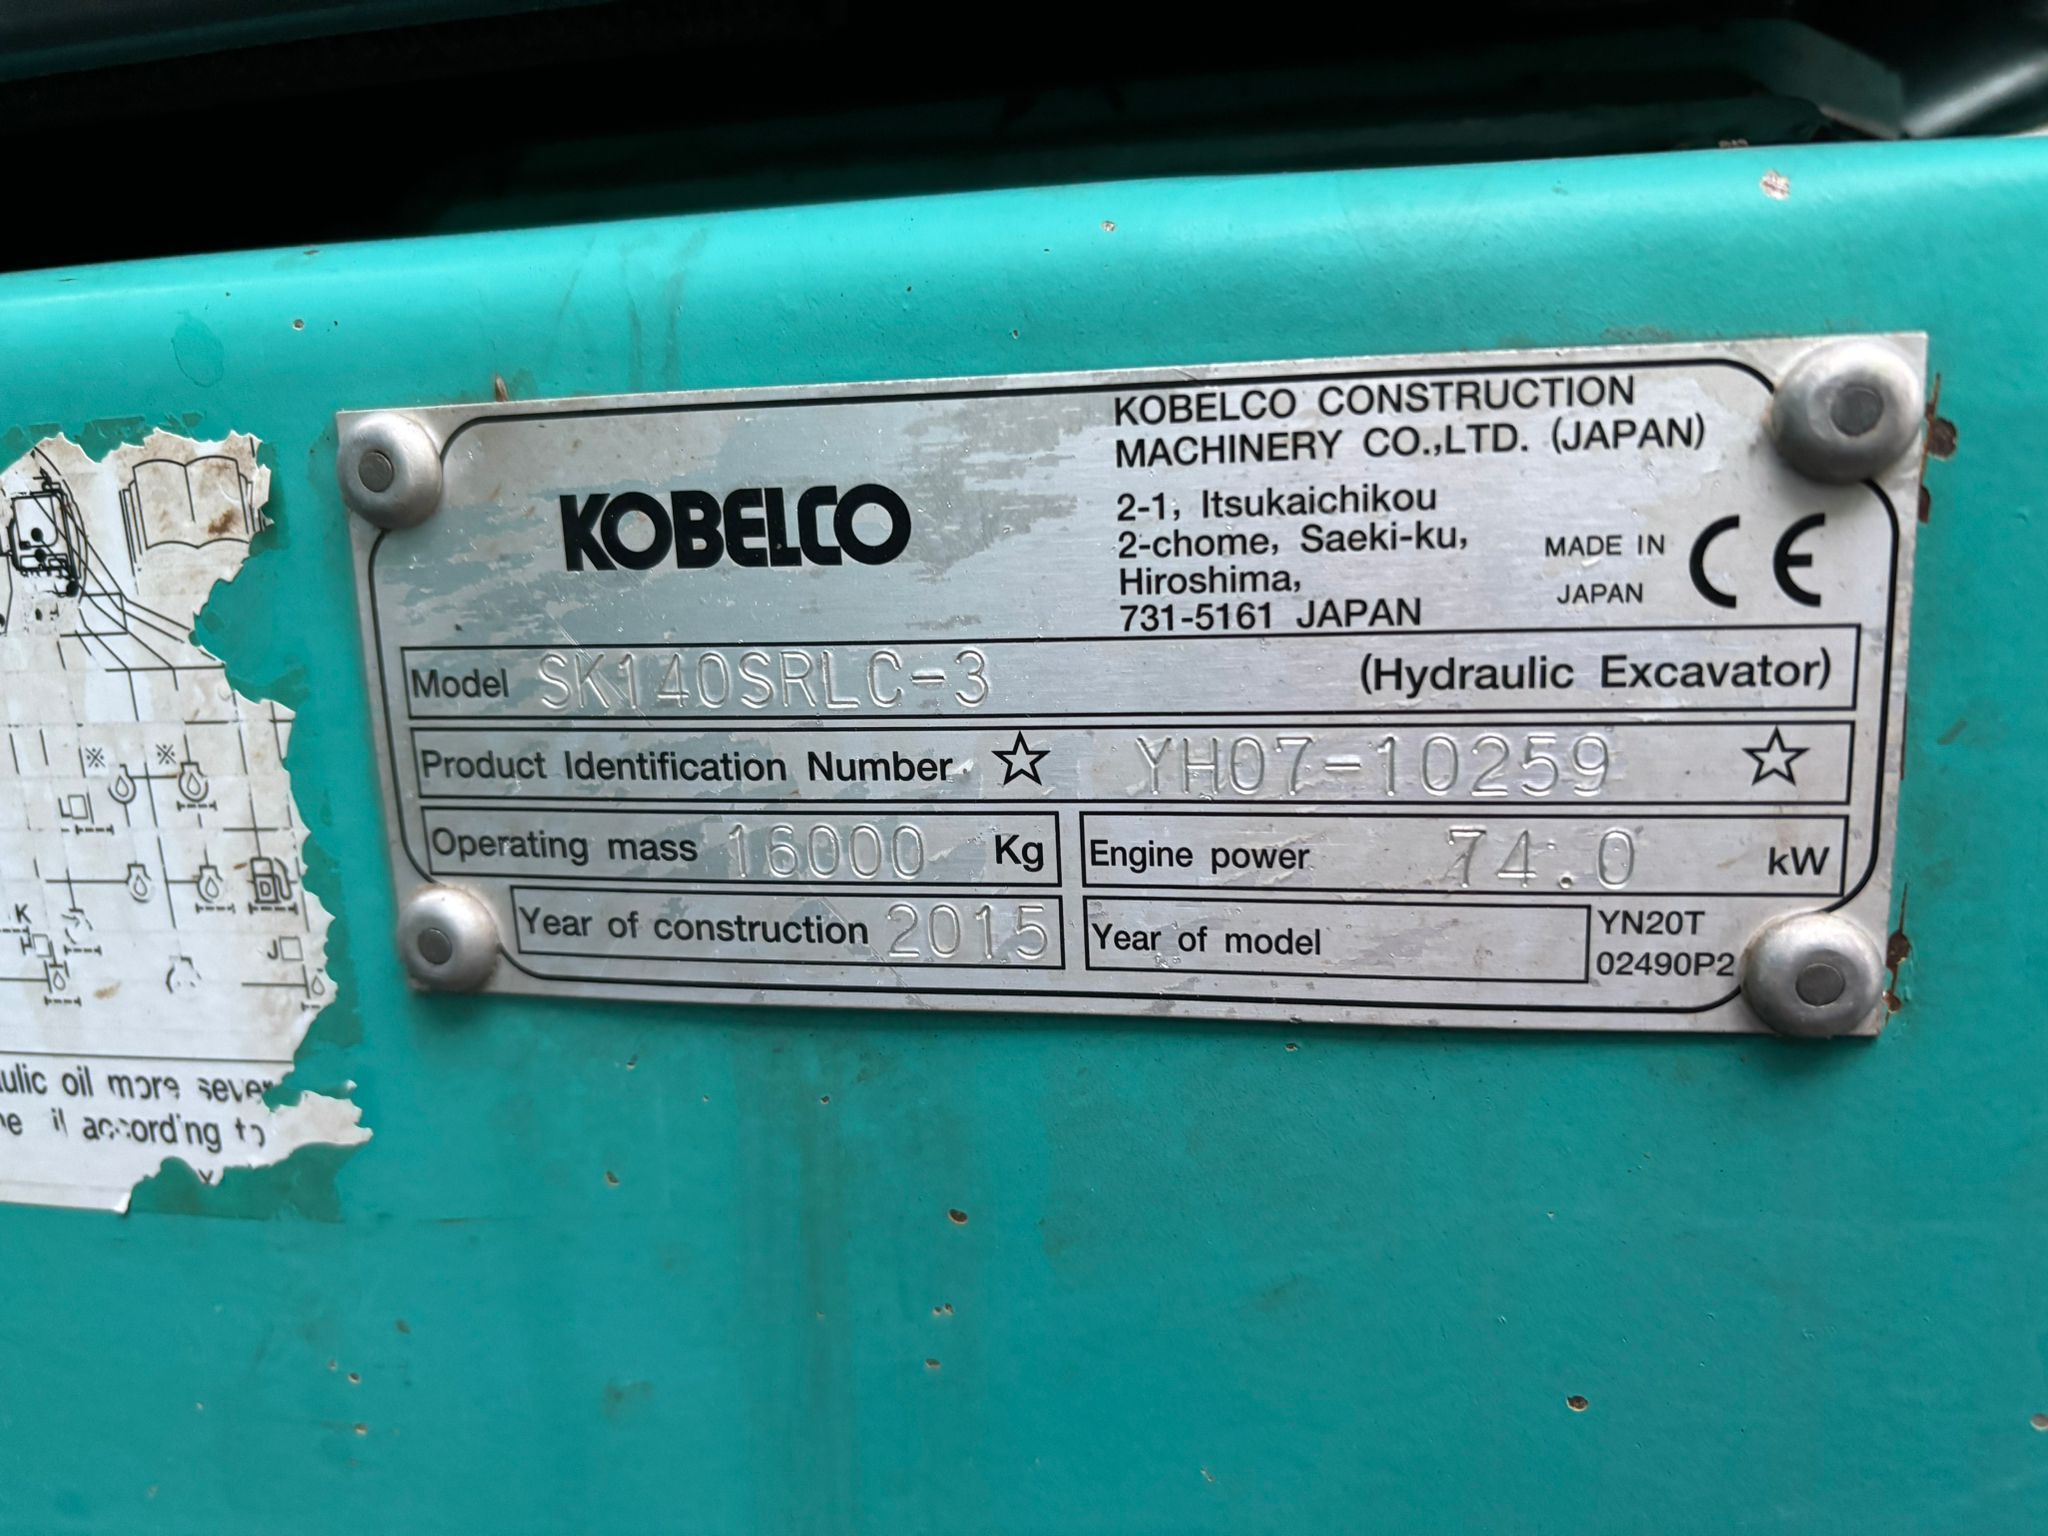 KOBELCO
KOBELCO CONSTRUCTION
MACHINERY CO.,LTD. (JAPAN)
2-1, Itsukaichikou
2-chome, Saeki-ku,
Hiroshima,
731-5161 JAPAN
MADE IN
JAPAN
CE
Model SK140SRLC-3 (Hydraulic Excavator)
Product Identification Number ☆ YH07-10259 ☆
Operating mass 16000 Kg
Engine power 74.0 kW
Year of construction 2015
Year of model
YN20T
02490P2
※ ※
D
K
H
J
ulic oil more sever
according to